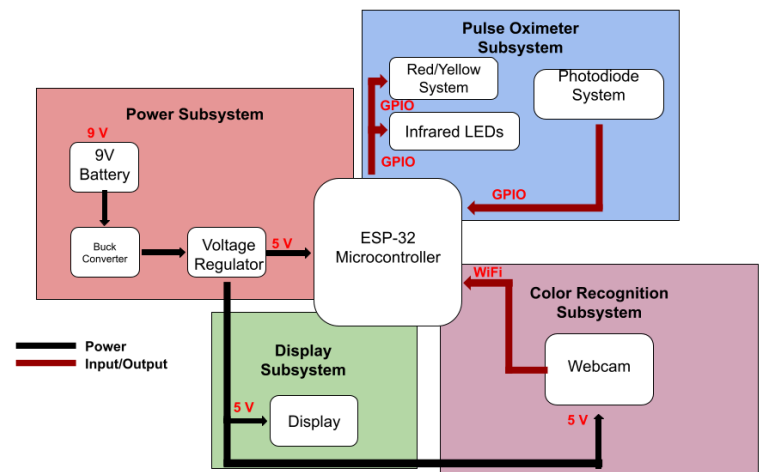 Pulse Oximeter
Subsystem
Red/Yellow
System
Photodiode
System
GPIO
Infrared LEDs
GPIO
GPIO
Power Subsystem
9 V
9V
Battery
Buck
Converter
Voltage
Regulator
5 V
ESP-32
Microcontroller
WiFi
Color Recognition
Subsystem
Webcam
5 V
Display
Subsystem
5 V
Display
Power
Input/Output